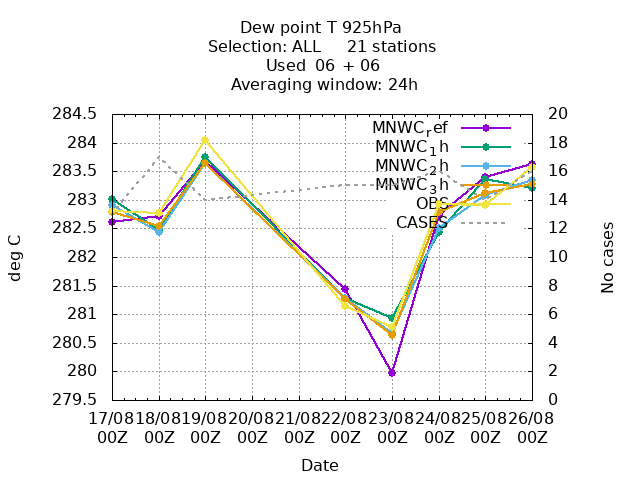 Dew point T 925hPa
Selection: ALL     21 stations
Used  06 + 06
Averaging window: 24h
284.5
284
283.5
283
282.5
282
281.5
281
280.5
280
279.5
20
18
16
14
12
10
8
6
4
2
0
MNWC_ref
MNWC_1h
MNWC_2h
MNWC_3h
OBS
CASES
deg C
No cases
17/08 18/08 19/08 20/08 21/08 22/08 23/08 24/08 25/08 26/08
00Z 00Z 00Z 00Z 00Z 00Z 00Z 00Z 00Z 00Z
Date